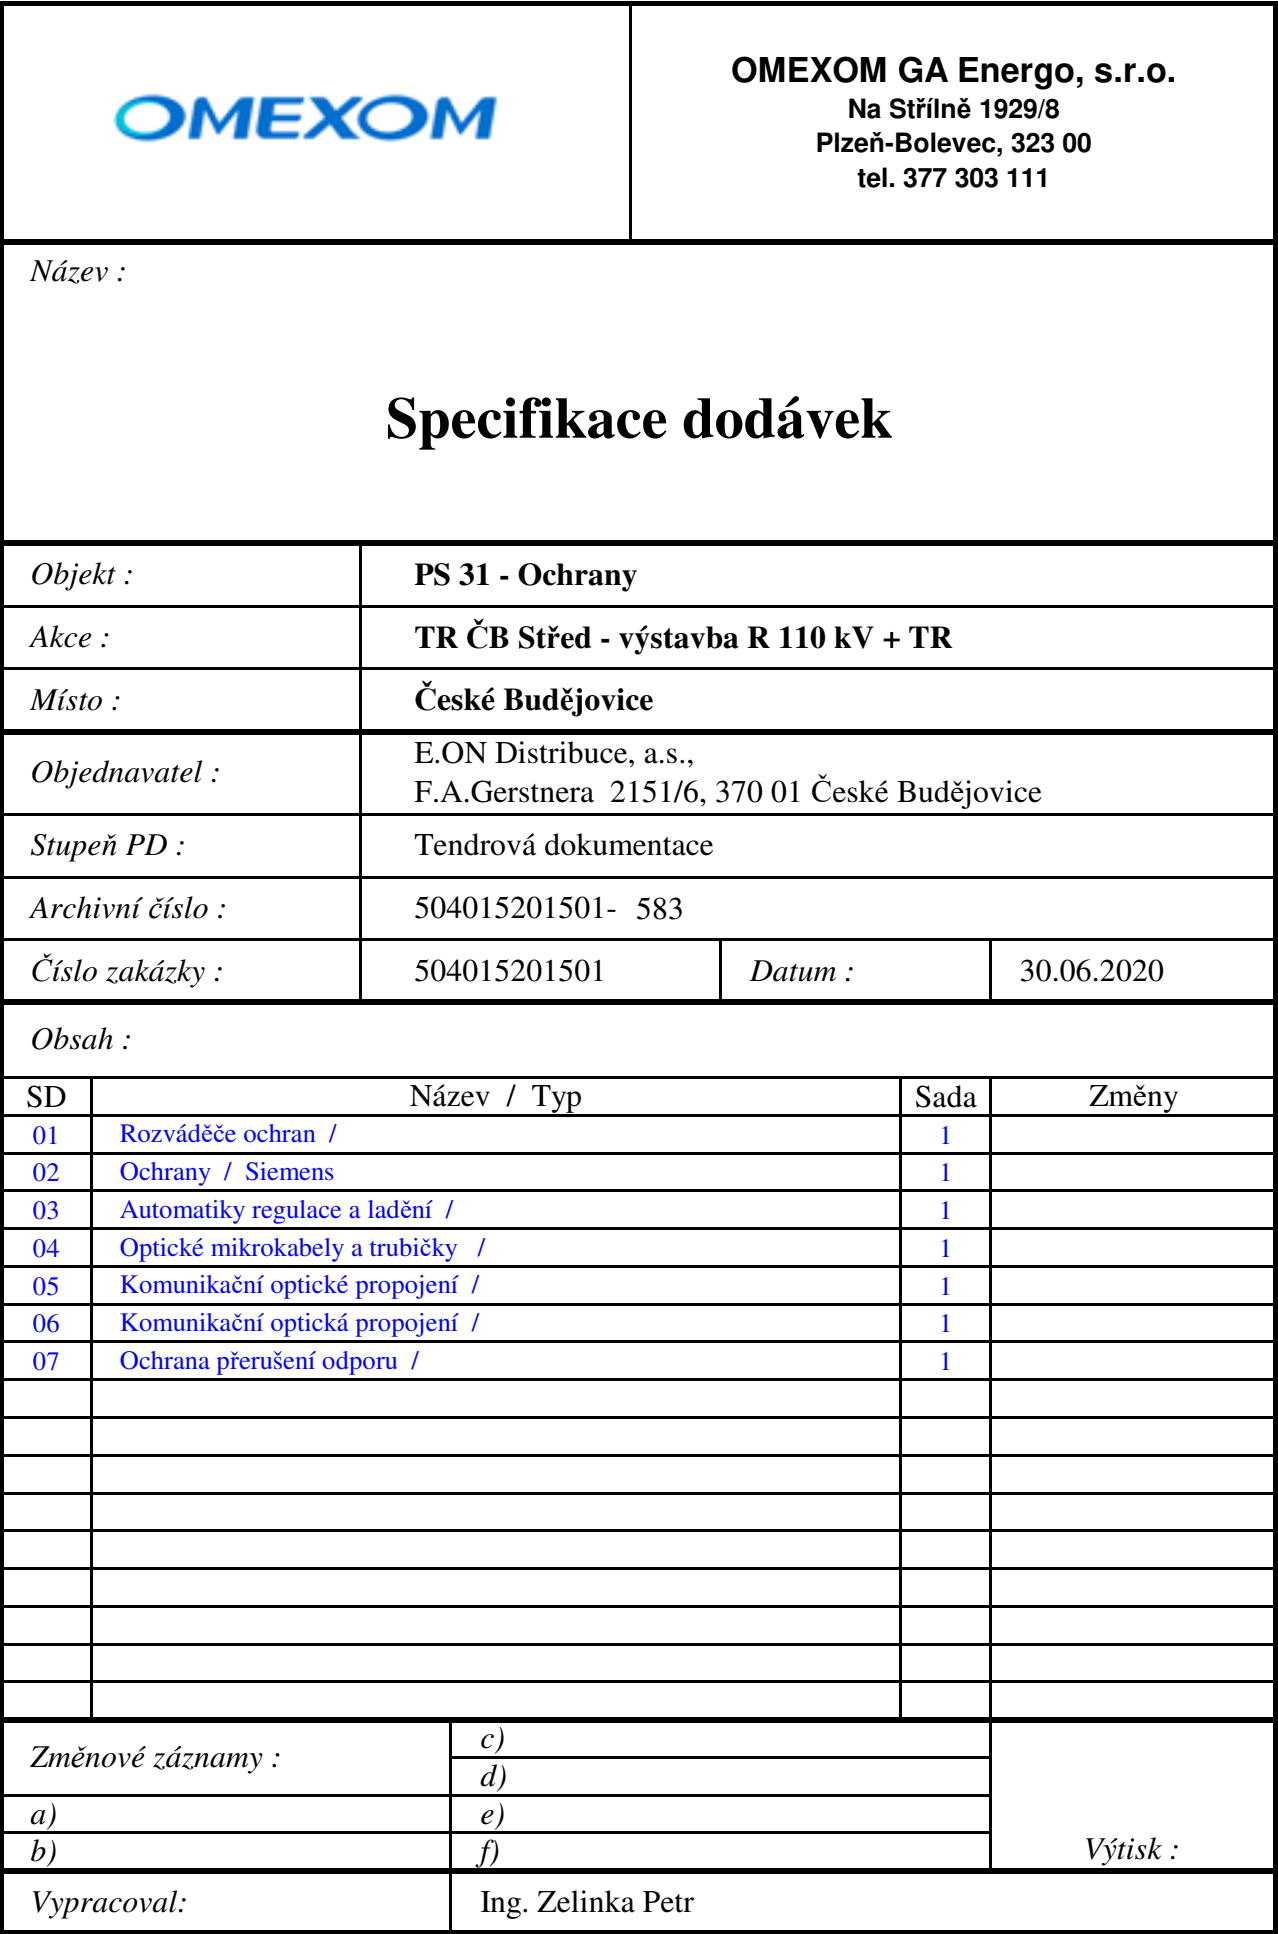 OMEXOM
OMEXOM GA Energo, s.r.o.
Na Střílně 1929/8
Plzeň-Bolevec, 323 00
tel. 377 303 111
Název :
Specifikace dodávek
Objekt : PS 31 - Ochrany
Akce : TR ČB Střed - výstavba R 110 kV + TR
Místo : České Budějovice
Objednavatel : E.ON Distribuce, a.s.,
F.A.Gerstnera 2151/6, 370 01 České Budějovice
Stupeň PD : Tendrová dokumentace
Archivní číslo : 504015201501- 583
Číslo zakázky : 504015201501 Datum : 30.06.2020
Obsah :
SD Název / Typ Sada Změny
01 Rozváděče ochran / 1
02 Ochrany / Siemens 1
03 Automatiky regulace a ladění / 1
04 Optické mikrokabely a trubičky / 1
05 Komunikační optické propojení / 1
06 Komunikační optická propojení / 1
07 Ochrana přerušení odporu / 1
Změnové záznamy : c)
d)
a) e)
b) f) Výtisk :
Vypracoval: Ing. Zelinka Petr